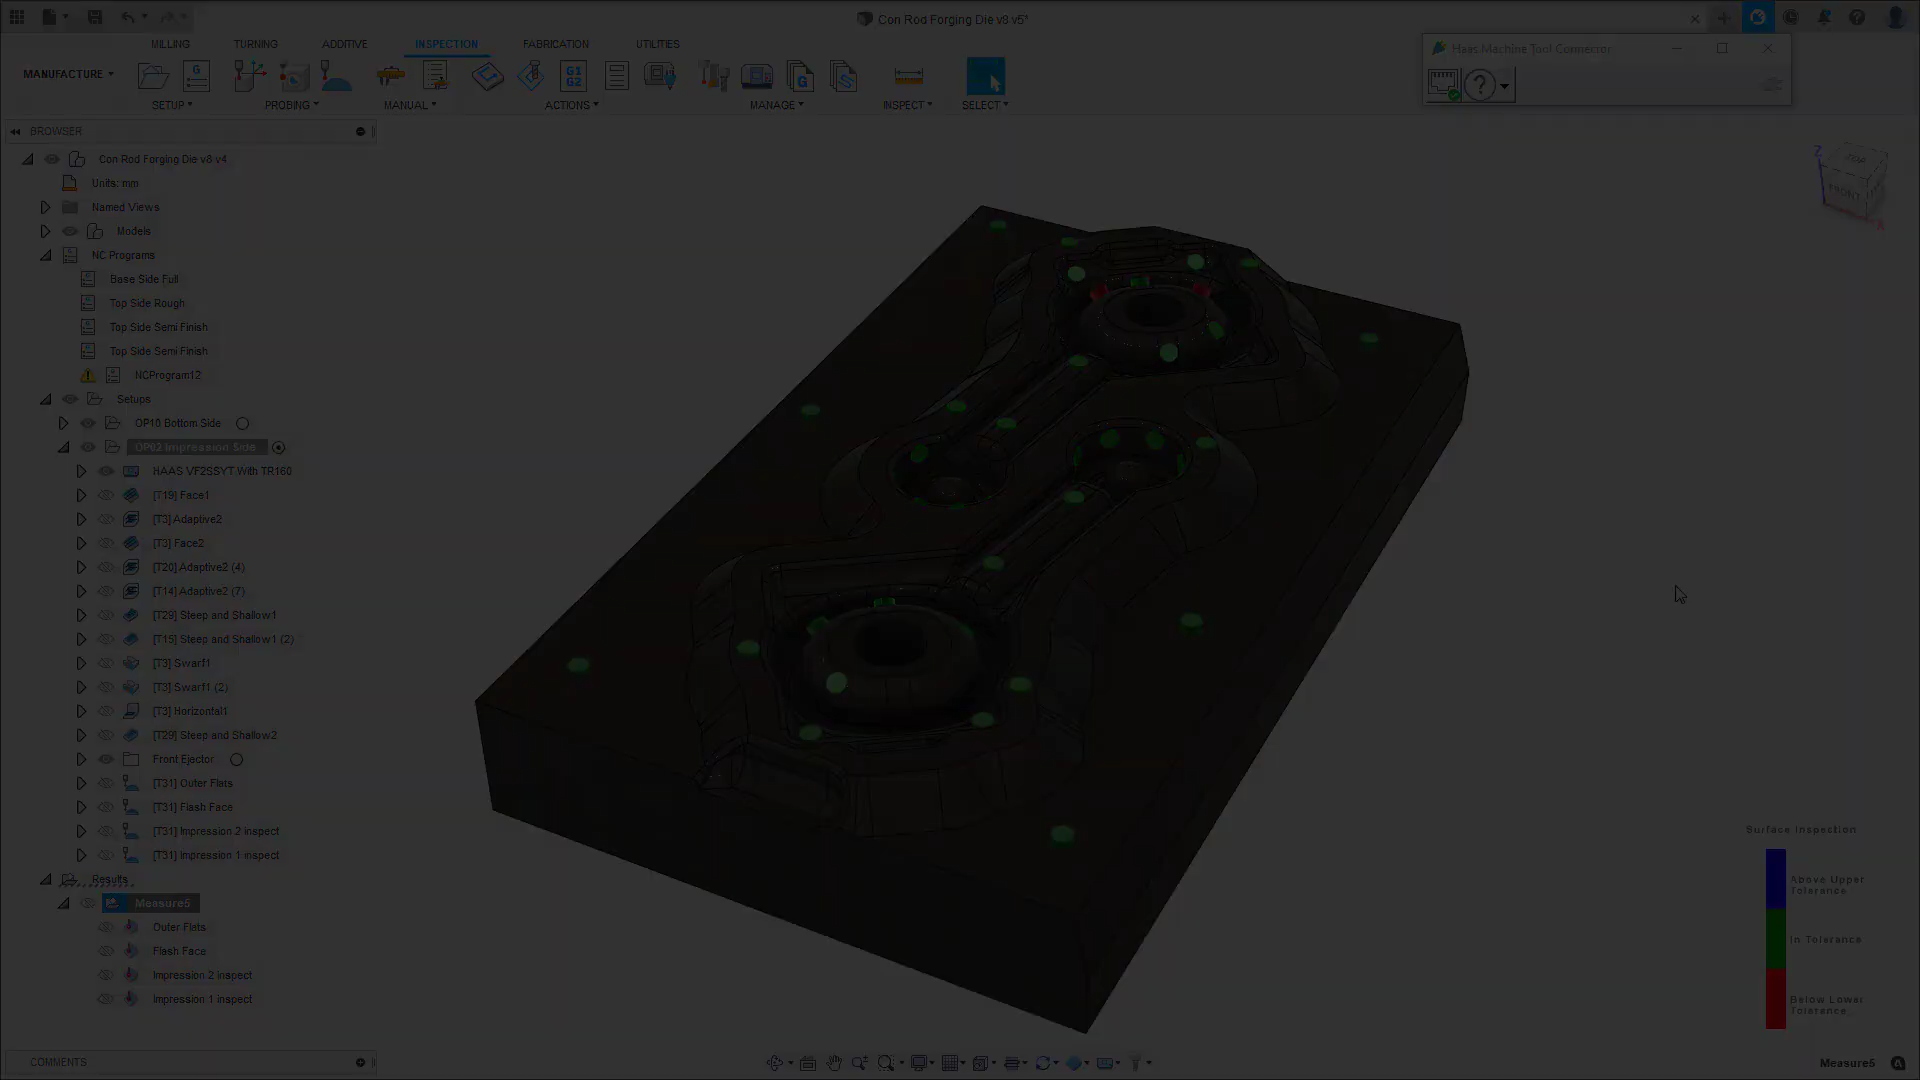 Con Rod Forging Die v8 v5*
MILLING TURNING ADDITIVE INSPECTION FABRICATION UTILITIES
Haas Machine Tool Connector
MANUFACTURE
G G1 G2 G S
SETUP PROBING MANUAL ACTIONS MANAGE INSPECT SELECT
BROWSER
Con Rod Forging Die v8 v4
Units: mm
Named Views
Models
NC Programs
Base Side Full
Top Side Rough
Top Side Semi Finish
Top Side Semi Finish
NCProgram12
Setups
OP10 Bottom Side
OP02 Impression Side
HAAS VF2SSYT With TR160
[T19] Face1
[T3] Adaptive2
[T3] Face2
[T20] Adaptive2 (4)
[T14] Adaptive2 (7)
[T29] Steep and Shallow1
[T15] Steep and Shallow1 (2)
[T3] Swarf1
[T3] Swarf1 (2)
[T3] Horizontal1
[T29] Steep and Shallow2
Front Ejector
[T31] Outer Flats
[T31] Flash Face
[T31] Impression 2 inspect
[T31] Impression 1 inspect
Results
Measure5
Outer Flats
Flash Face
Impression 2 inspect
Impression 1 inspect
COMMENTS
Z
TOP
FRONT
X
Surface Inspection
Above Upper
Tolerance
In Tolerance
Below Lower
Tolerance
Measure5